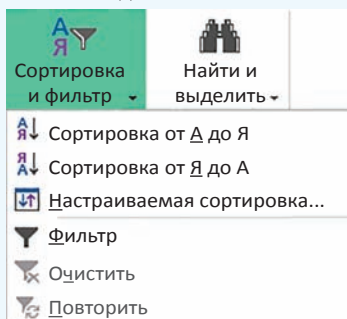 Сортировка
и фильтр
Найти и
выделить
Сортировка от А до Я
Сортировка от Я до А
Настраиваемая сортировка...
Фильтр
Очистить
Повторить